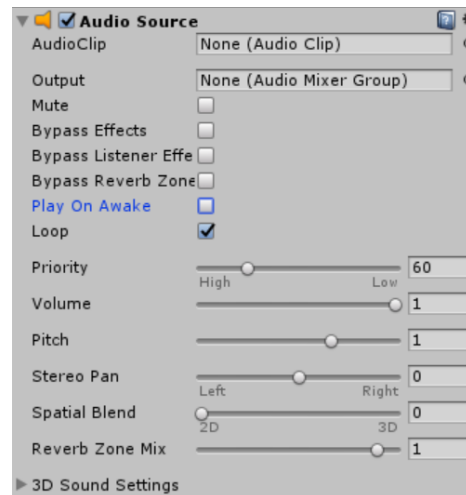 Audio Source
AudioClip None (Audio Clip)
Output None (Audio Mixer Group)
Mute
Bypass Effects
Bypass Listener Effe
Bypass Reverb Zone
Play On Awake
Loop
Priority 60
High Low
Volume 1
Pitch 1
Stereo Pan 0
Left Right
Spatial Blend 0
2D 3D
Reverb Zone Mix 1
3D Sound Settings